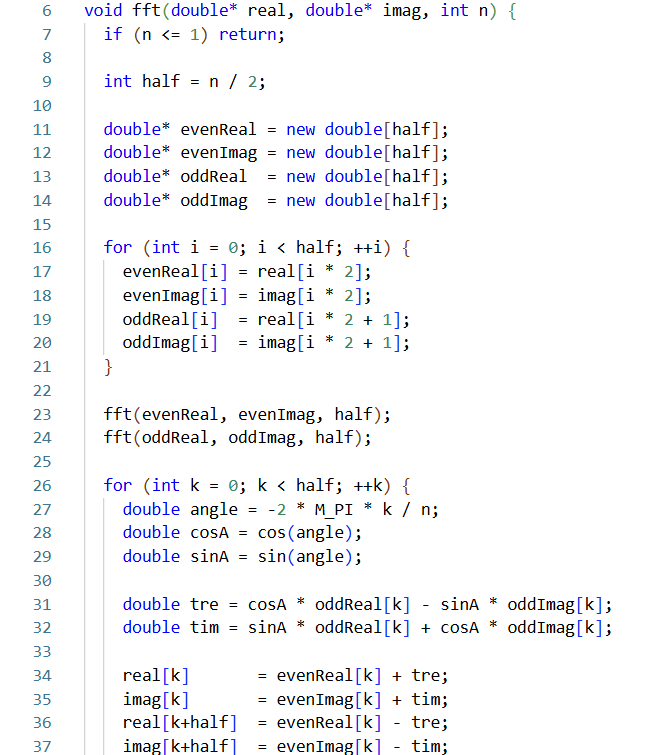 6 void fft(double* real, double* imag, int n) {
7   if (n <= 1) return;
8
9   int half = n / 2;
10
11   double* evenReal = new double[half];
12   double* evenImag = new double[half];
13   double* oddReal  = new double[half];
14   double* oddImag  = new double[half];
15
16   for (int i = 0; i < half; ++i) {
17     evenReal[i] = real[i * 2];
18     evenImag[i] = imag[i * 2];
19     oddReal[i]  = real[i * 2 + 1];
20     oddImag[i]  = imag[i * 2 + 1];
21   }
22
23   fft(evenReal, evenImag, half);
24   fft(oddReal, oddImag, half);
25
26   for (int k = 0; k < half; ++k) {
27     double angle = -2 * M_PI * k / n;
28     double cosA = cos(angle);
29     double sinA = sin(angle);
30
31     double tre = cosA * oddReal[k] - sinA * oddImag[k];
32     double tim = sinA * oddReal[k] + cosA * oddImag[k];
33
34     real[k]       = evenReal[k] + tre;
35     imag[k]       = evenImag[k] + tim;
36     real[k+half]  = evenReal[k] - tre;
37     imag[k+half]  = evenImag[k] - tim;